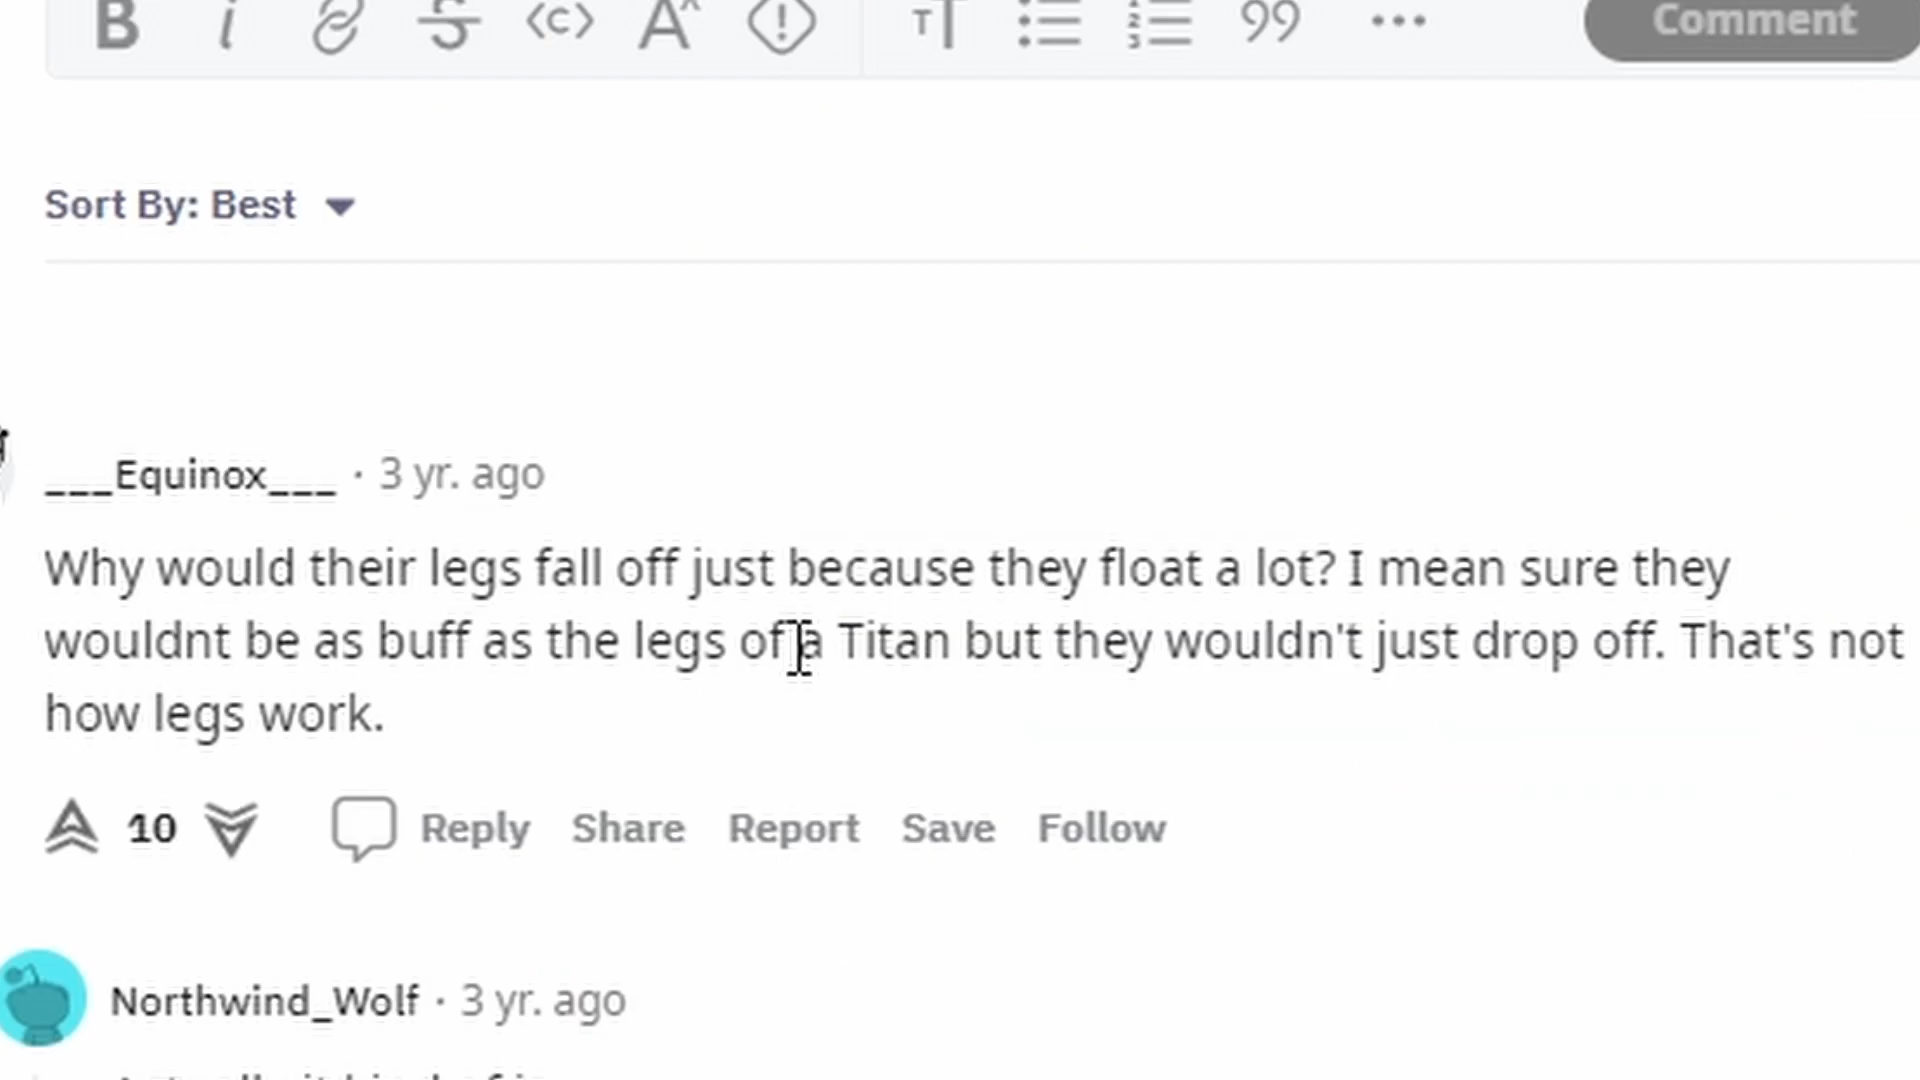 B i S <c> A^ ! TT 99 ... Comment
Sort By: Best
___Equinox___ · 3 yr. ago
Why would their legs fall off just because they float a lot? I mean sure they
wouldnt be as buff as the legs of a Titan but they wouldn't just drop off. That's not
how legs work.
10 Reply Share Report Save Follow
Northwind_Wolf · 3 yr. ago